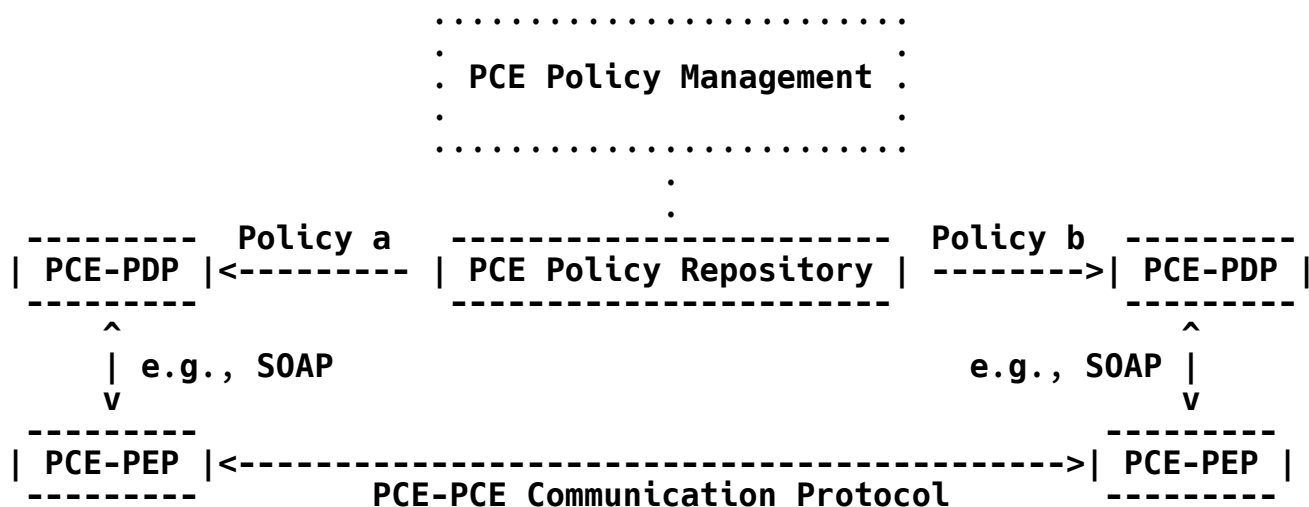 PCE Policy Management
Policy a Policy b
PCE-PDP PCE Policy Repository PCE-PDP
e.g., SOAP e.g., SOAP
PCE-PEP PCE-PEP
PCE-PCE Communication Protocol